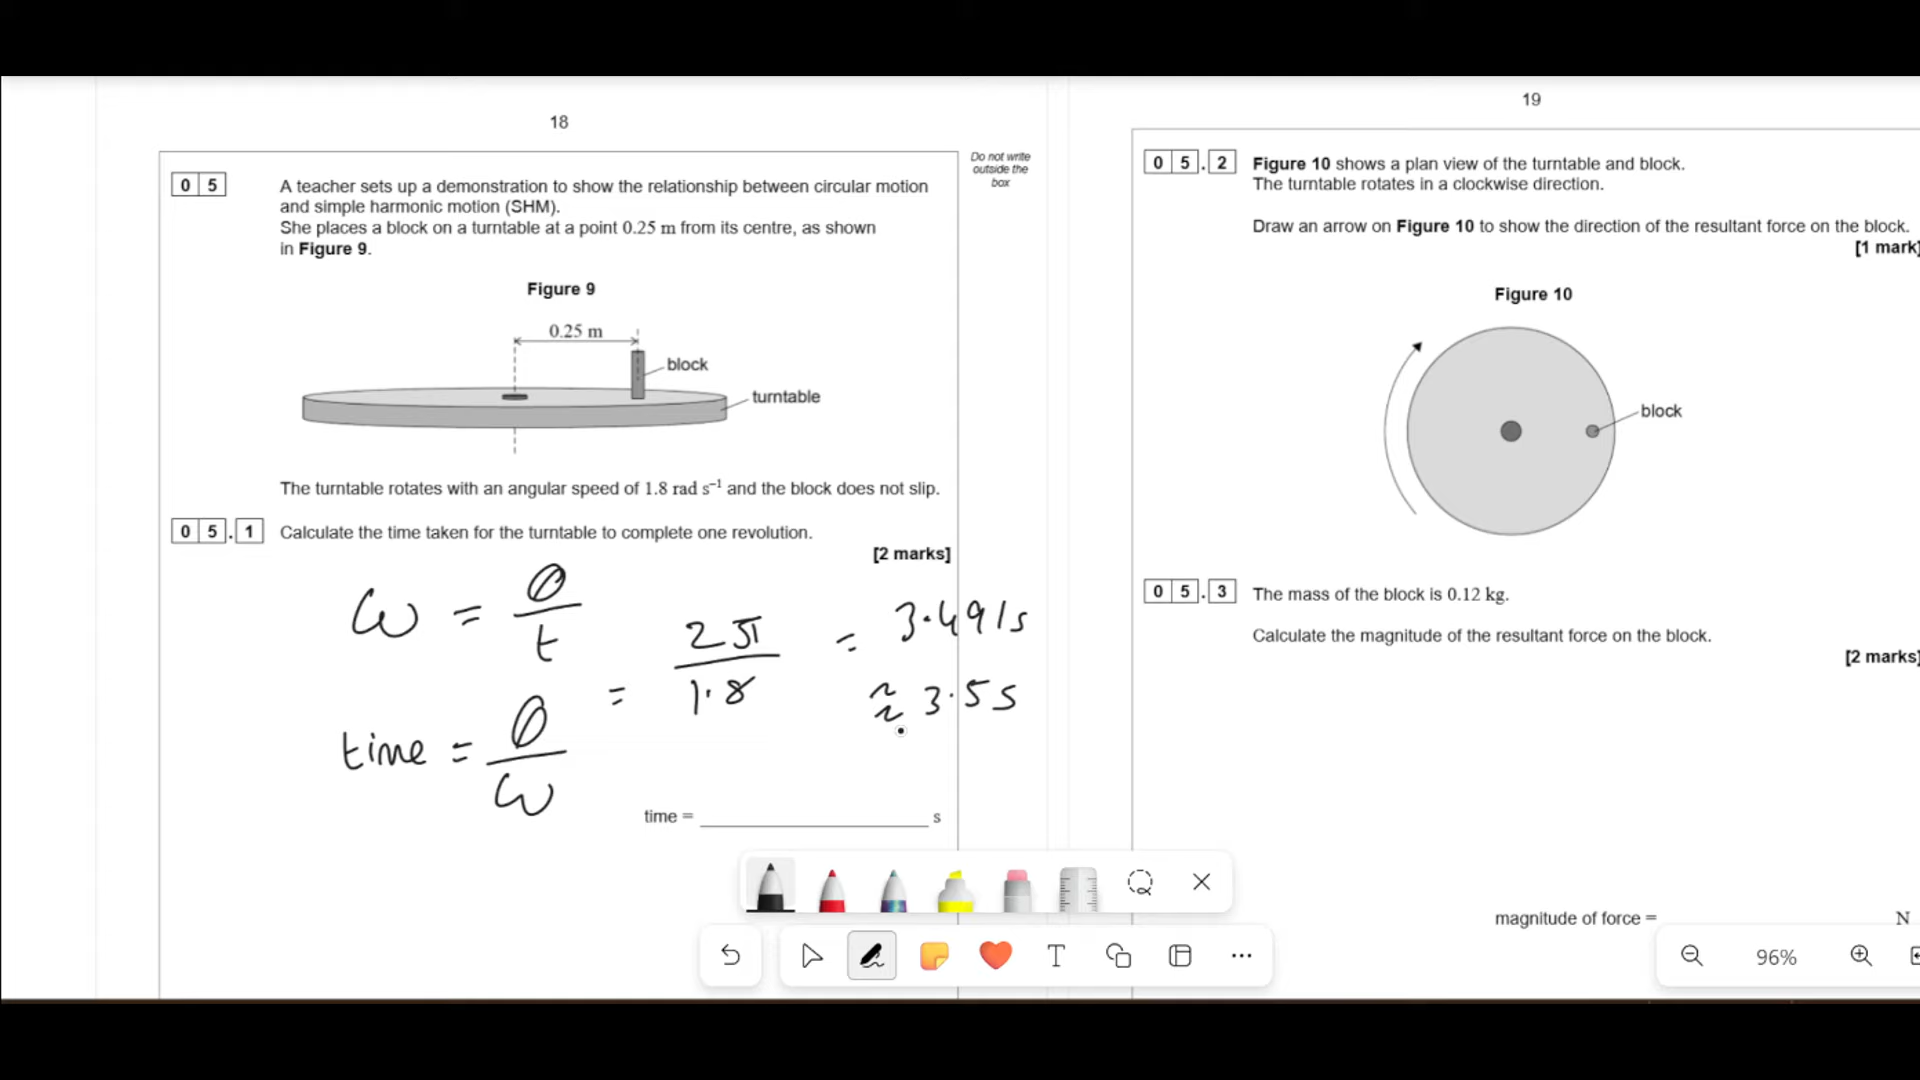 18
Do not write
outside the
box
0 5
A teacher sets up a demonstration to show the relationship between circular motion
and simple harmonic motion (SHM).
She places a block on a turntable at a point 0.25 m from its centre, as shown
in Figure 9.
Figure 9
0.25 m
block
turntable
The turntable rotates with an angular speed of 1.8 rad s⁻¹ and the block does not slip.
0 5 . 1
Calculate the time taken for the turntable to complete one revolution.
[2 marks]
ω = θ/t
time = θ/ω = 2π/1.8 = 3.491s
≈ 3.5s
time = s
19
0 5 . 2
Figure 10 shows a plan view of the turntable and block.
The turntable rotates in a clockwise direction.
Draw an arrow on Figure 10 to show the direction of the resultant force on the block.
[1 mark]
Figure 10
block
0 5 . 3
The mass of the block is 0.12 kg.
Calculate the magnitude of the resultant force on the block.
[2 marks]
magnitude of force = N
T
96%